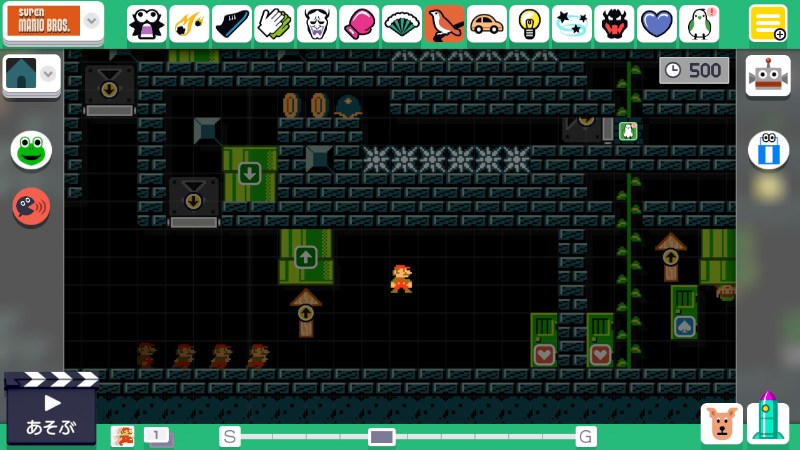 SUPER
MARIO BROS.
500
あそぶ
1
S
G